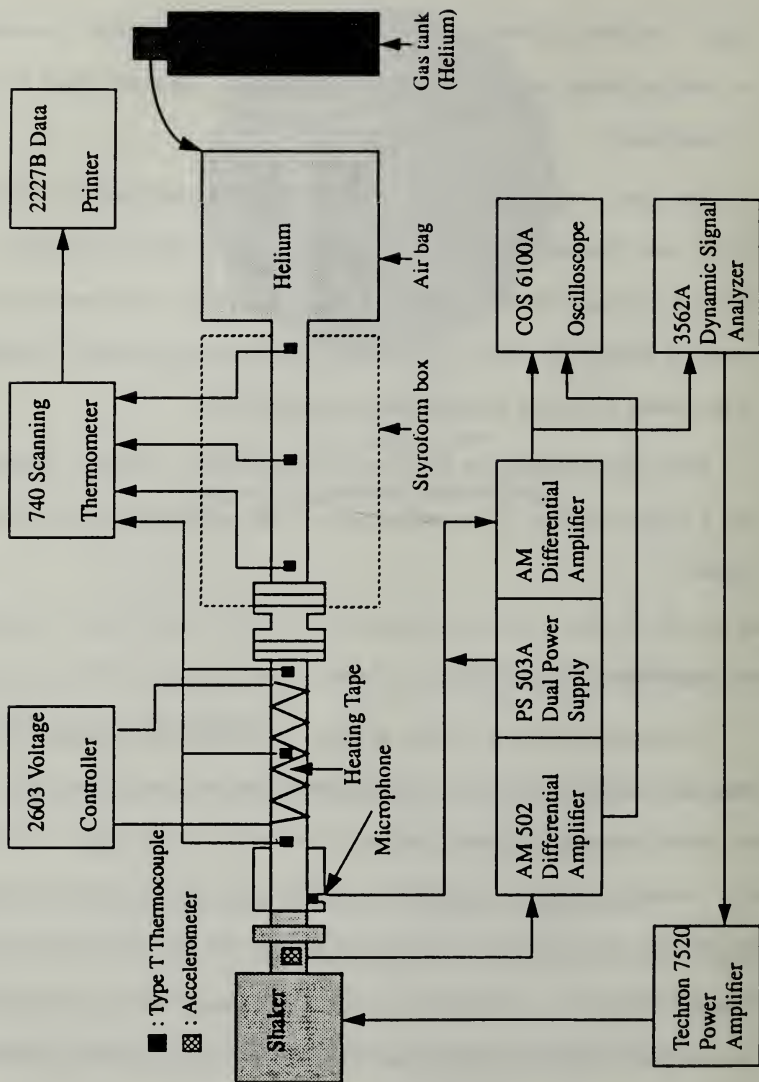 2603 Voltage
Controller
740 Scanning
Thermometer
2227B Data
Printer
: Type T Thermocouple
: Accelerometer
Shaker
Helium
Gas tank
(Helium)
Heating Tape
Microphone
Styroform box
Air bag
AM 502
Differential
Amplifier
PS 503A
Dual Power
Supply
AM
Differential
Amplifier
COS 6100A
Oscilloscope
Techron 7520
Power
Amplifier
3562A
Dynamic Signal
Analyzer